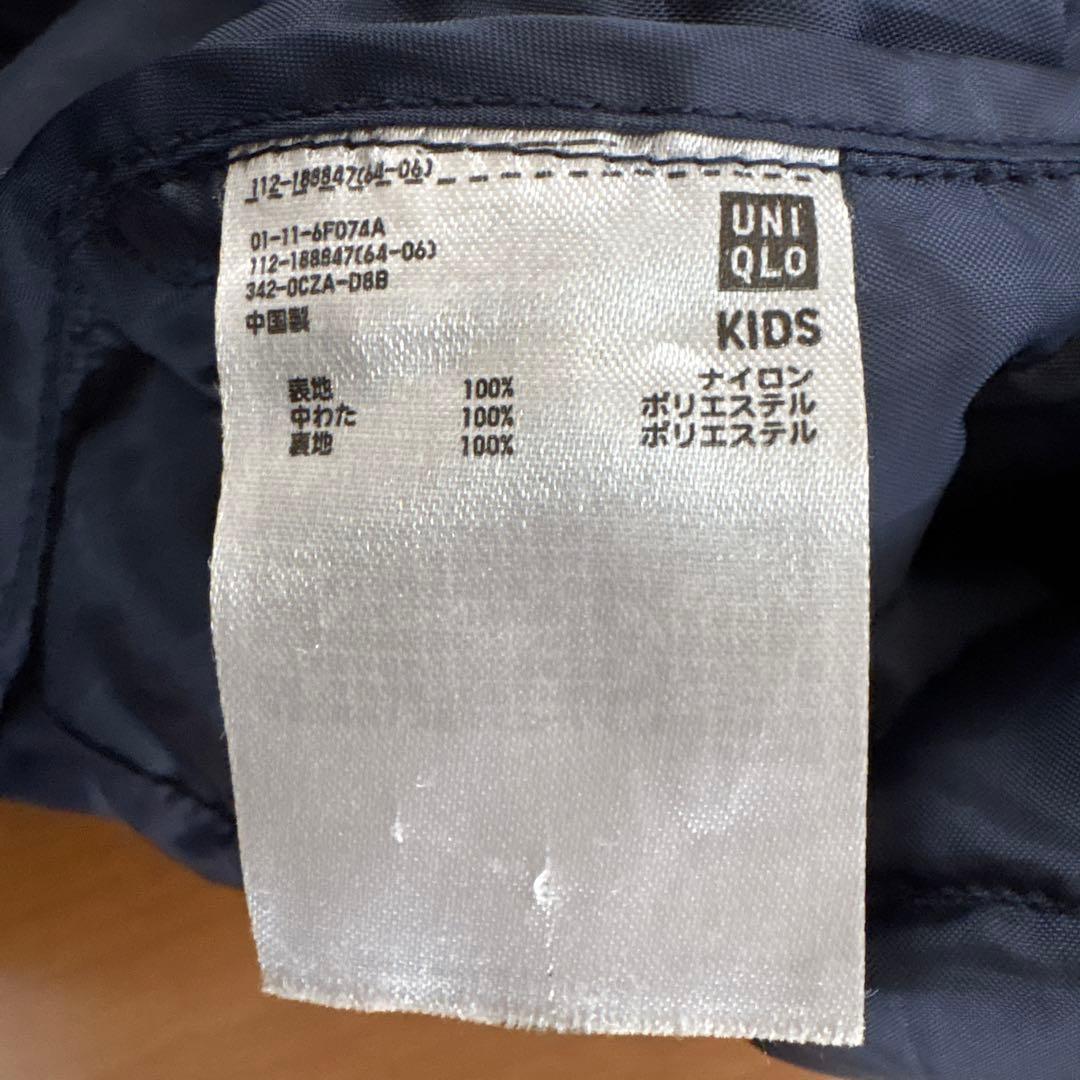 112-188847(64-06)
01-11-6F074A
112-188847(64-06)
342-0CZA-D8B
中国製
UNI
QLO
KIDS
表地 100% ナイロン
中わた 100% ポリエステル
裏地 100% ポリエステル